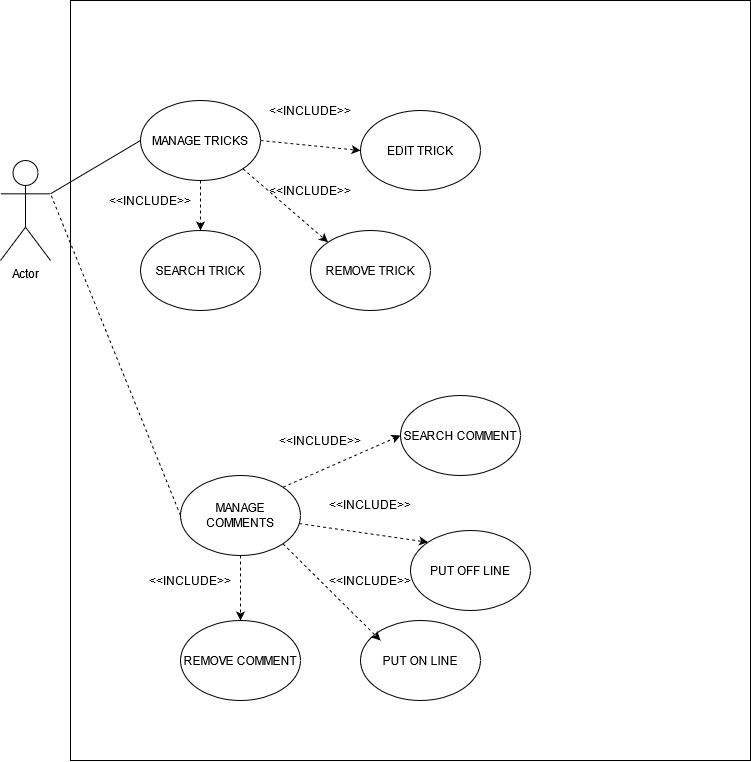 <<INCLUDE>>
MANAGE TRICKS
EDIT TRICK
<<INCLUDE>>
<<INCLUDE>>
Actor
SEARCH TRICK
REMOVE TRICK
SEARCH COMMENT
<<INCLUDE>>
MANAGE
COMMENTS
<<INCLUDE>>
PUT OFF LINE
<<INCLUDE>>
<<INCLUDE>>
REMOVE COMMENT
PUT ON LINE